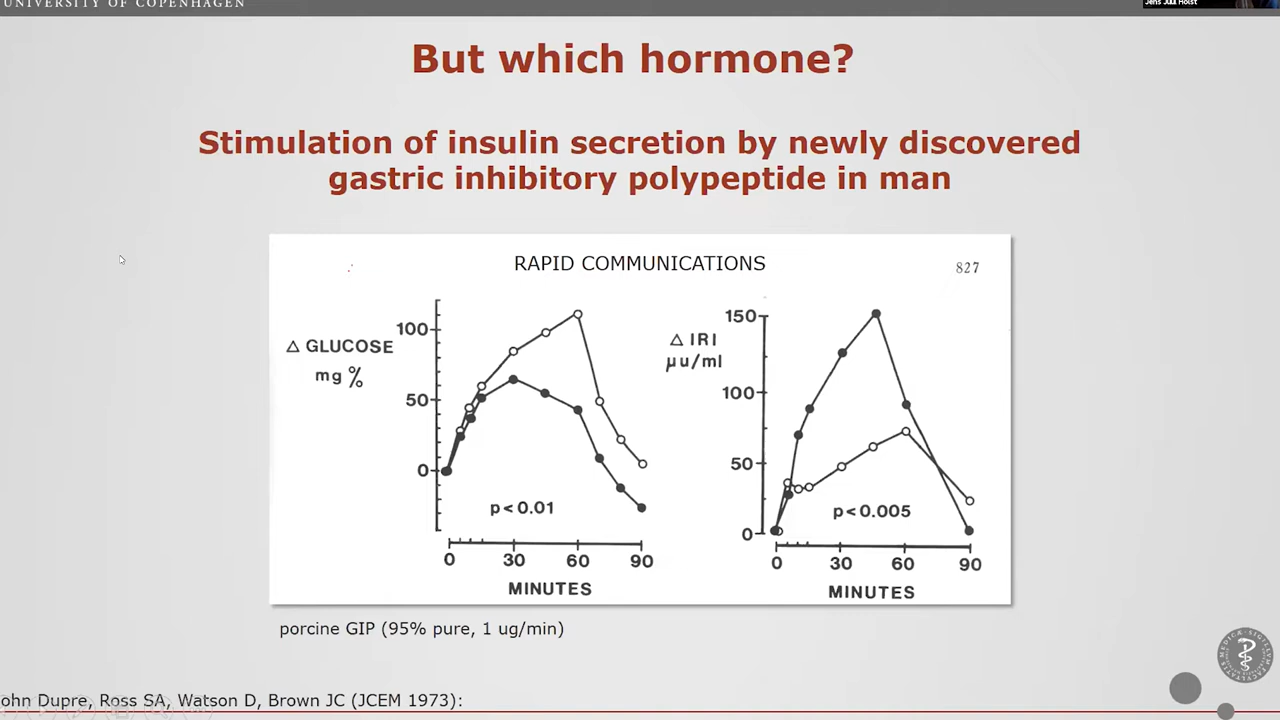 UNIVERSITY OF COPENHAGEN
Jens Juul Holst
But which hormone?
Stimulation of insulin secretion by newly discovered
gastric inhibitory polypeptide in man
RAPID COMMUNICATIONS
827
Δ GLUCOSE
mg %
100
50
0
p<0.01
0 30 60 90
MINUTES
Δ IRI
µu/ml
150
100
50
0
p<0.005
0 30 60 90
MINUTES
porcine GIP (95% pure, 1 ug/min)
ohn Dupre, Ross SA, Watson D, Brown JC (JCEM 1973):